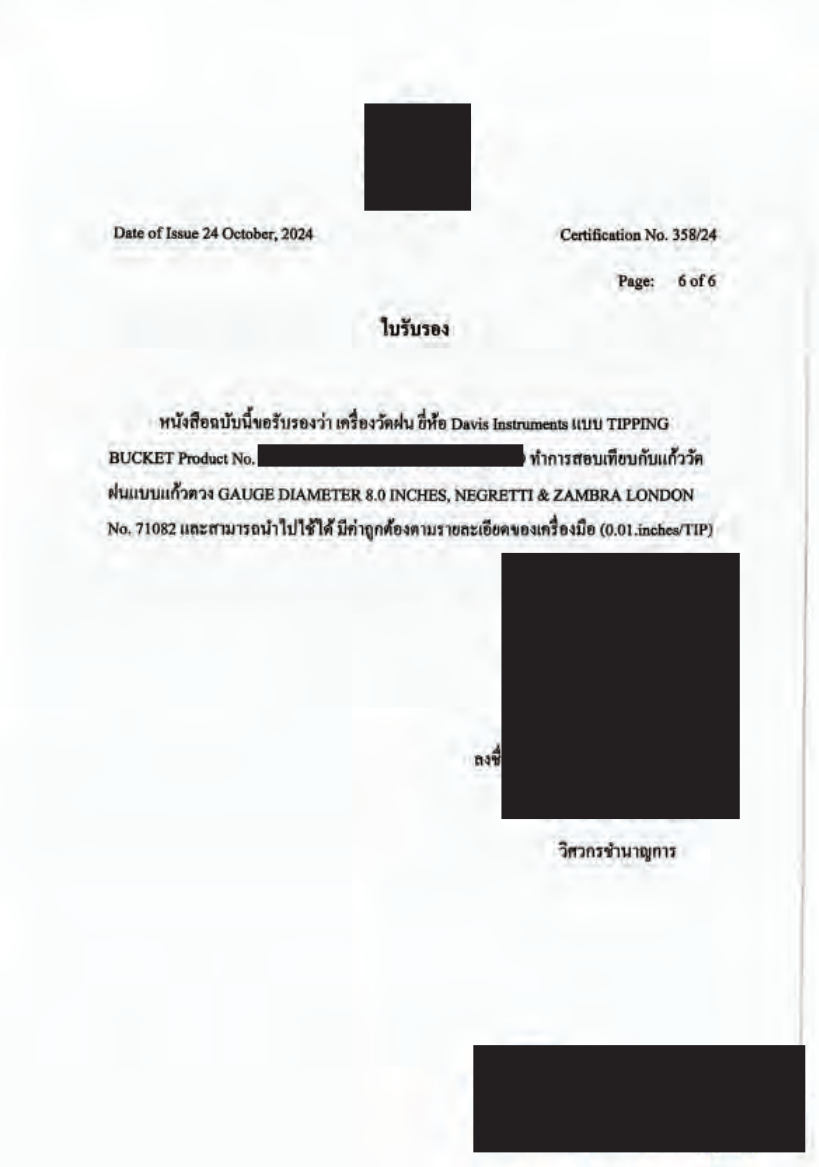 Date of Issue 24 October, 2024
Certification No. 358/24
Page: 6 of 6
ใบรับรอง
หนังสือฉบับนี้ขอรับรองว่า เครื่องวัดฝน ยี่ห้อ Davis Instruments แบบ TIPPING
BUCKET Product No. ทำการสอบเทียบกับแก้ววัด
ฝนแบบแก้วตวง GAUGE DIAMETER 8.0 INCHES, NEGRETTI & ZAMBRA LONDON
No. 71082 และสามารถนำไปใช้ได้ มีค่าถูกต้องตามรายละเอียดของเครื่องมือ (0.01.inches/TIP)
ลงชื่
วิศวกรชำนาญการ